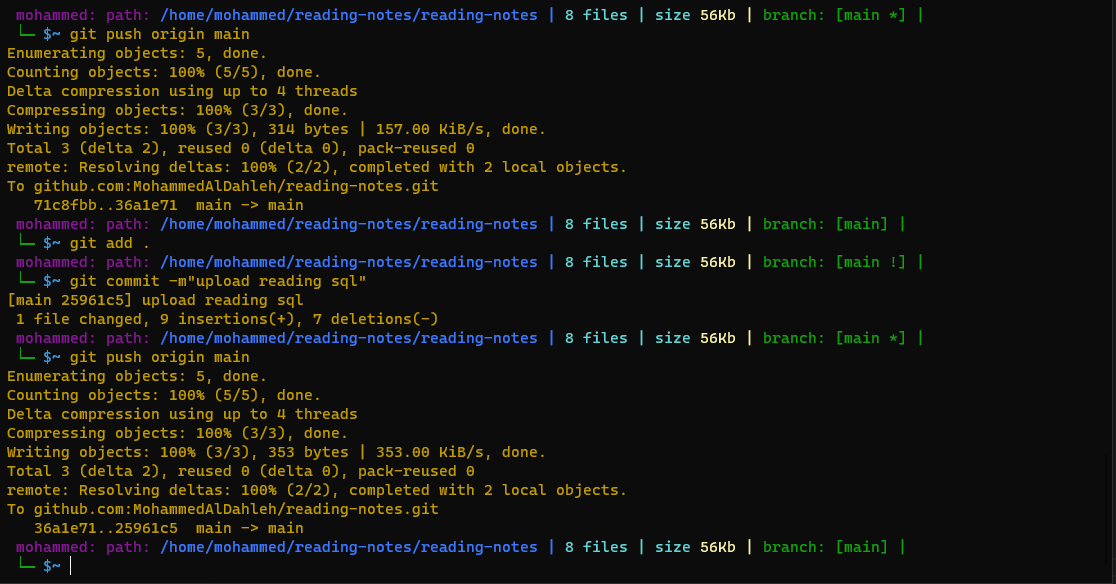 mohammed: path: /home/mohammed/reading-notes/reading-notes | 8 files | size 56Kb | branch: [main *] |
└─ $~ git push origin main
Enumerating objects: 5, done.
Counting objects: 100% (5/5), done.
Delta compression using up to 4 threads
Compressing objects: 100% (3/3), done.
Writing objects: 100% (3/3), 314 bytes | 157.00 KiB/s, done.
Total 3 (delta 2), reused 0 (delta 0), pack-reused 0
remote: Resolving deltas: 100% (2/2), completed with 2 local objects.
To github.com:MohammedAlDahleh/reading-notes.git
   71c8fbb..36a1e71  main -> main
mohammed: path: /home/mohammed/reading-notes/reading-notes | 8 files | size 56Kb | branch: [main] |
└─ $~ git add .
mohammed: path: /home/mohammed/reading-notes/reading-notes | 8 files | size 56Kb | branch: [main !] |
└─ $~ git commit -m"upload reading sql"
[main 25961c5] upload reading sql
 1 file changed, 9 insertions(+), 7 deletions(-)
mohammed: path: /home/mohammed/reading-notes/reading-notes | 8 files | size 56Kb | branch: [main *] |
└─ $~ git push origin main
Enumerating objects: 5, done.
Counting objects: 100% (5/5), done.
Delta compression using up to 4 threads
Compressing objects: 100% (3/3), done.
Writing objects: 100% (3/3), 353 bytes | 353.00 KiB/s, done.
Total 3 (delta 2), reused 0 (delta 0), pack-reused 0
remote: Resolving deltas: 100% (2/2), completed with 2 local objects.
To github.com:MohammedAlDahleh/reading-notes.git
   36a1e71..25961c5  main -> main
mohammed: path: /home/mohammed/reading-notes/reading-notes | 8 files | size 56Kb | branch: [main] |
└─ $~